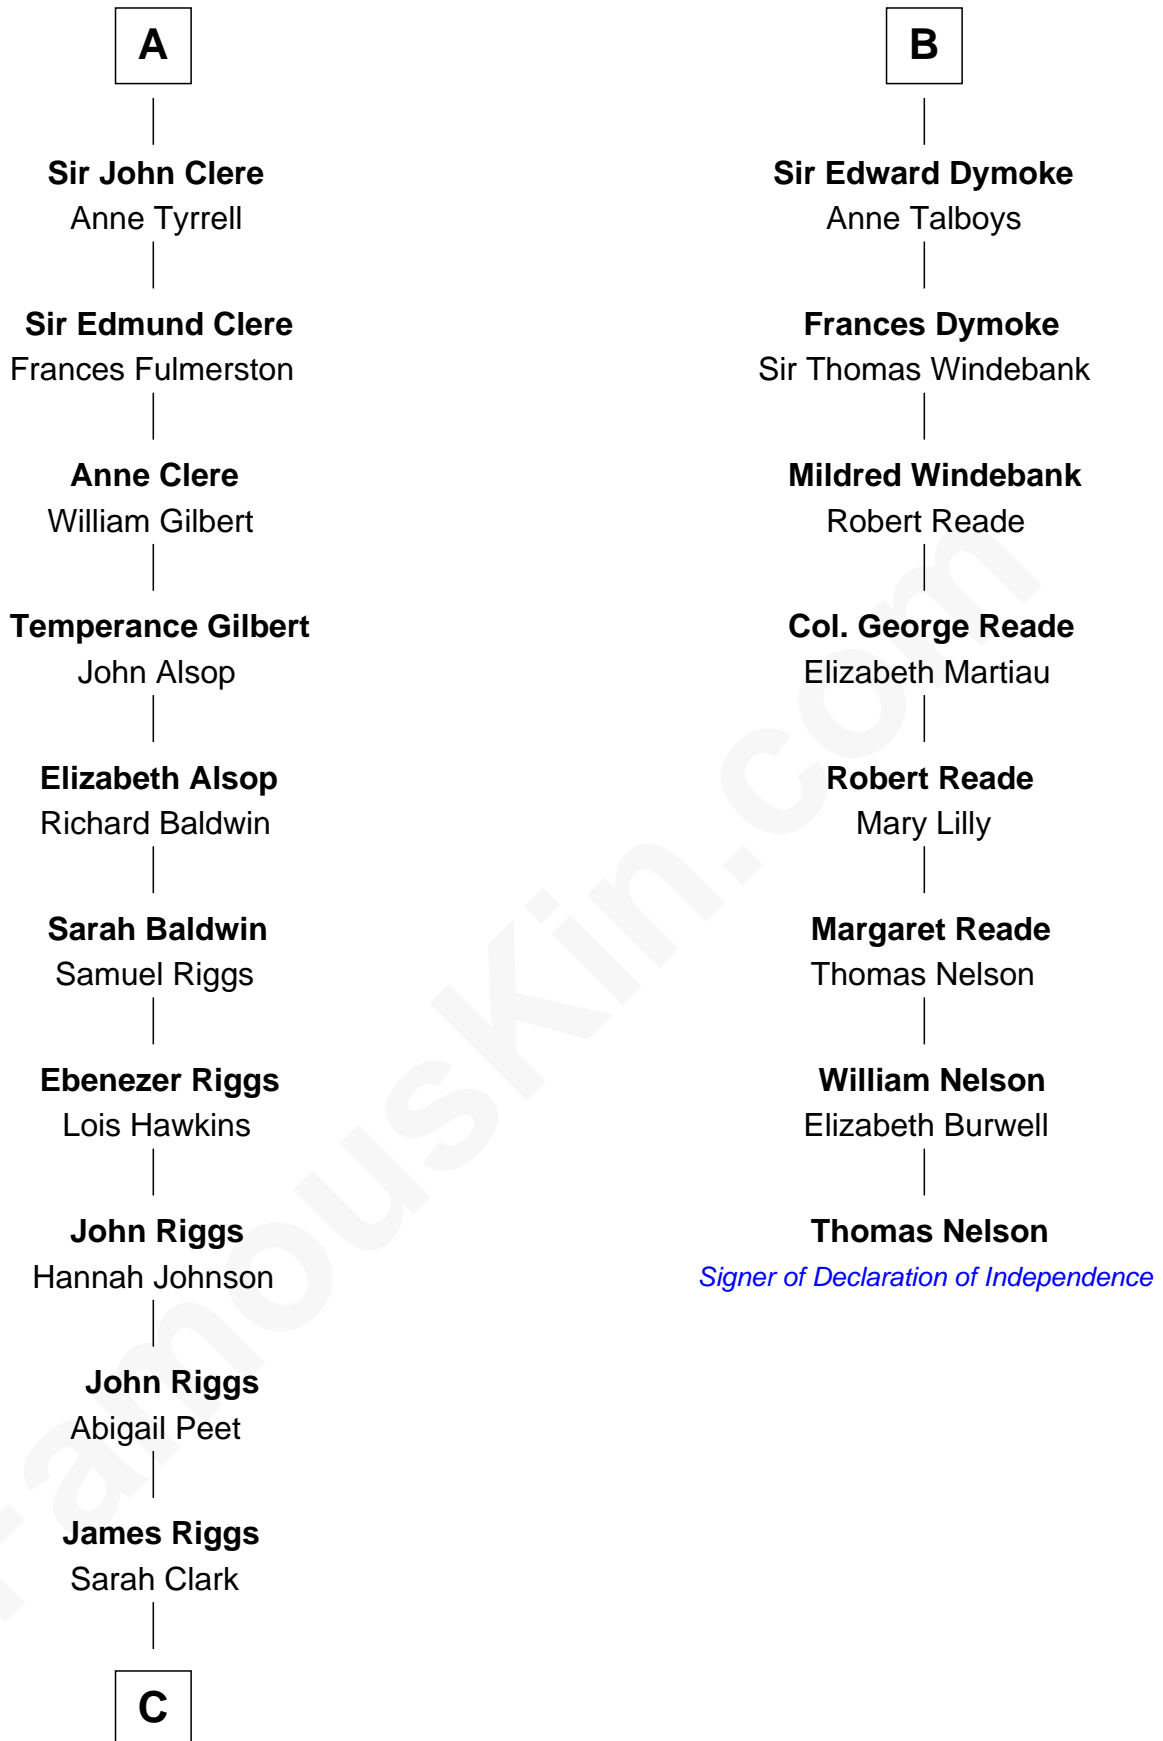 A
Sir John Clere
Anne Tyrrell
Sir Edmund Clere
Frances Fulmerston
Anne Clere
William Gilbert
Temperance Gilbert
John Alsop
Elizabeth Alsop
Richard Baldwin
Sarah Baldwin
Samuel Riggs
Ebenezer Riggs
Lois Hawkins
John Riggs
Hannah Johnson
John Riggs
Abigail Peet
James Riggs
Sarah Clark
C
B
Sir Edward Dymoke
Anne Talboys
Frances Dymoke
Sir Thomas Windebank
Mildred Windebank
Robert Reade
Col. George Reade
Elizabeth Martiau
Robert Reade
Mary Lilly
Margaret Reade
Thomas Nelson
William Nelson
Elizabeth Burwell
Thomas Nelson
Signer of Declaration of Independence
FamousKin.com